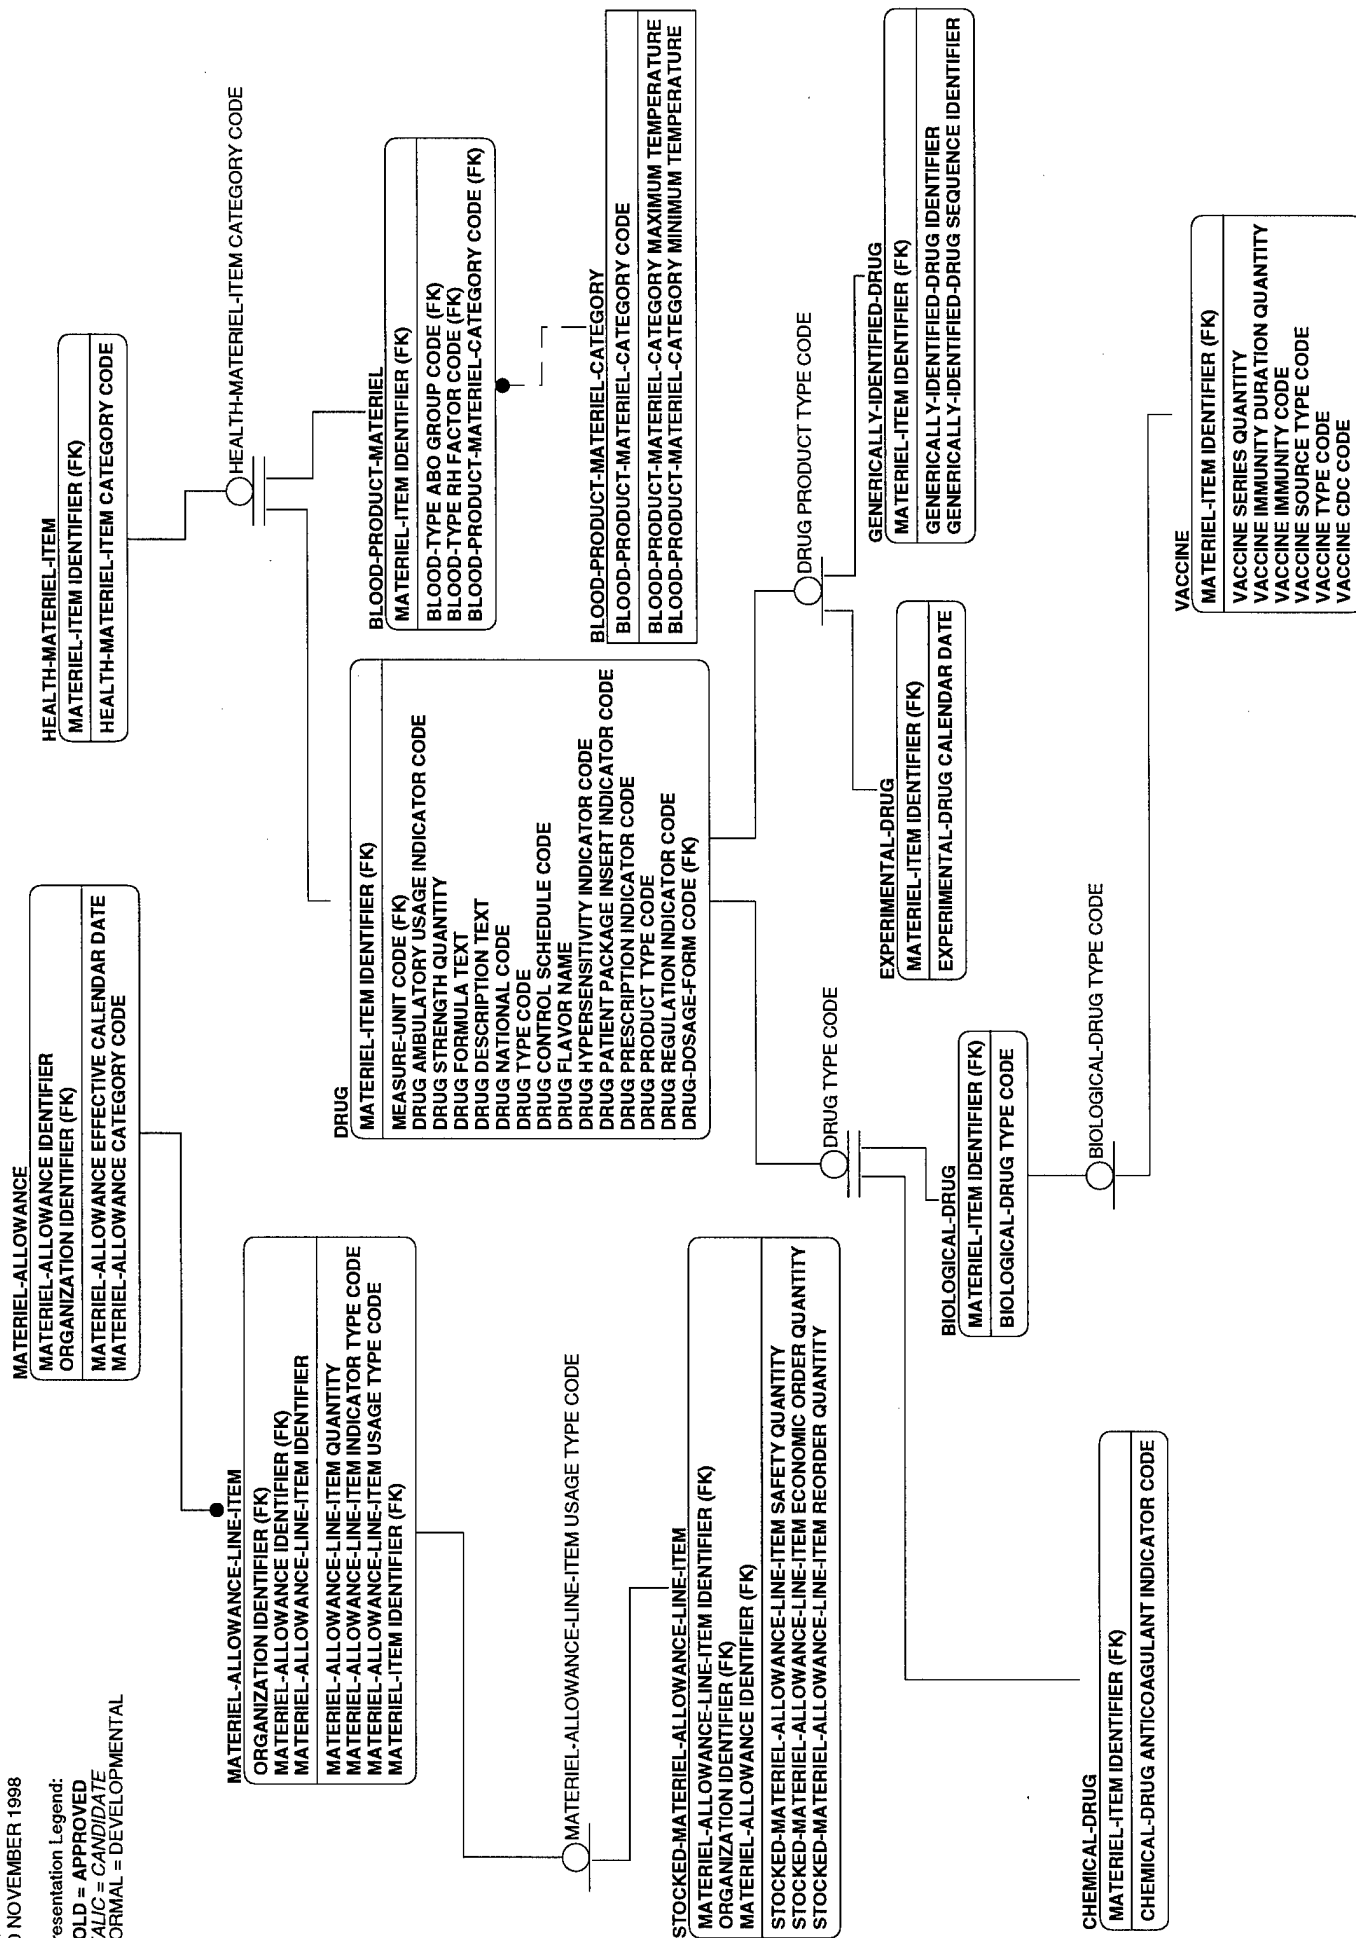 NOVEMBER 1998
resentation Legend:
OLD = APPROVED
ALIC = CANDIDATE
ORMAL = DEVELOPMENTAL
MATERIEL-ALLOWANCE
MATERIEL-ALLOWANCE IDENTIFIER
ORGANIZATION IDENTIFIER (FK)
MATERIEL-ALLOWANCE EFFECTIVE CALENDAR DATE
MATERIEL-ALLOWANCE CATEGORY CODE
HEALTH-MATERIEL-ITEM
MATERIEL-ITEM IDENTIFIER (FK)
HEALTH-MATERIEL-ITEM CATEGORY CODE
HEALTH-MATERIEL-ITEM CATEGORY CODE
MATERIEL-ALLOWANCE-LINE-ITEM
ORGANIZATION IDENTIFIER (FK)
MATERIEL-ALLOWANCE IDENTIFIER (FK)
MATERIEL-ALLOWANCE-LINE-ITEM IDENTIFIER
MATERIEL-ALLOWANCE-LINE-ITEM QUANTITY
MATERIEL-ALLOWANCE-LINE-ITEM INDICATOR TYPE CODE
MATERIEL-ALLOWANCE-LINE-ITEM USAGE TYPE CODE
MATERIEL-ITEM IDENTIFIER (FK)
DRUG
MATERIEL-ITEM IDENTIFIER (FK)
MEASURE-UNIT CODE (FK)
DRUG AMBULATORY USAGE INDICATOR CODE
DRUG STRENGTH QUANTITY
DRUG FORMULA TEXT
DRUG DESCRIPTION TEXT
DRUG NATIONAL CODE
DRUG TYPE CODE
DRUG CONTROL SCHEDULE CODE
DRUG FLAVOR NAME
DRUG HYPERSENSITIVITY INDICATOR CODE
DRUG PATIENT PACKAGE INSERT INDICATOR CODE
DRUG PRESCRIPTION INDICATOR CODE
DRUG PRODUCT TYPE CODE
DRUG REGULATION INDICATOR CODE
DRUG-DOSAGE-FORM CODE (FK)
BLOOD-PRODUCT-MATERIEL
MATERIEL-ITEM IDENTIFIER (FK)
BLOOD-TYPE ABO GROUP CODE (FK)
BLOOD-TYPE RH FACTOR CODE (FK)
BLOOD-PRODUCT-MATERIEL-CATEGORY CODE (FK)
BLOOD-PRODUCT-MATERIEL-CATEGORY
BLOOD-PRODUCT-MATERIEL-CATEGORY CODE
BLOOD-PRODUCT-MATERIEL-CATEGORY MAXIMUM TEMPERATURE
BLOOD-PRODUCT-MATERIEL-CATEGORY MINIMUM TEMPERATURE
MATERIEL-ALLOWANCE-LINE-ITEM USAGE TYPE CODE
STOCKED-MATERIEL-ALLOWANCE-LINE-ITEM
MATERIEL-ALLOWANCE-LINE-ITEM IDENTIFIER (FK)
ORGANIZATION IDENTIFIER (FK)
MATERIEL-ALLOWANCE IDENTIFIER (FK)
STOCKED-MATERIEL-ALLOWANCE-LINE-ITEM SAFETY QUANTITY
STOCKED-MATERIEL-ALLOWANCE-LINE-ITEM ECONOMIC ORDER QUANTITY
STOCKED-MATERIEL-ALLOWANCE-LINE-ITEM REORDER QUANTITY
DRUG TYPE CODE
DRUG PRODUCT TYPE CODE
EXPERIMENTAL-DRUG
MATERIEL-ITEM IDENTIFIER (FK)
EXPERIMENTAL-DRUG CALENDAR DATE
GENERICALLY-IDENTIFIED-DRUG
MATERIEL-ITEM IDENTIFIER (FK)
GENERICALLY-IDENTIFIED-DRUG IDENTIFIER
GENERICALLY-IDENTIFIED-DRUG SEQUENCE IDENTIFIER
BIOLOGICAL-DRUG
MATERIEL-ITEM IDENTIFIER (FK)
BIOLOGICAL-DRUG TYPE CODE
BIOLOGICAL-DRUG TYPE CODE
CHEMICAL-DRUG
MATERIEL-ITEM IDENTIFIER (FK)
CHEMICAL-DRUG ANTICOAGULANT INDICATOR CODE
VACCINE
MATERIEL-ITEM IDENTIFIER (FK)
VACCINE SERIES QUANTITY
VACCINE IMMUNITY DURATION QUANTITY
VACCINE IMMUNITY CODE
VACCINE SOURCE TYPE CODE
VACCINE TYPE CODE
VACCINE CDC CODE